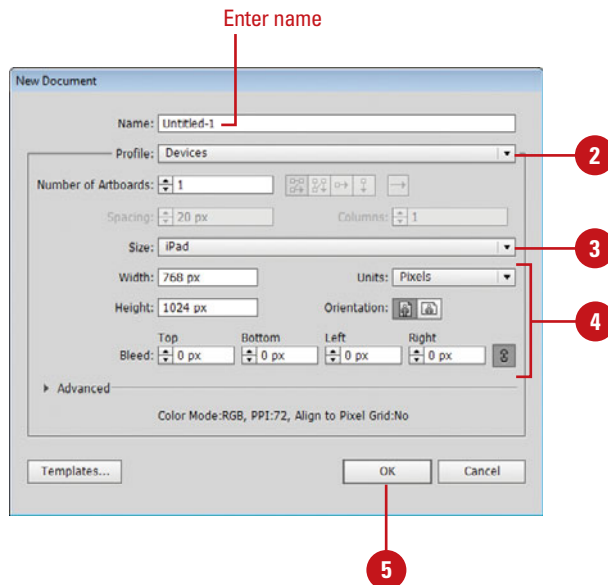 Enter name
New Document
Name: Untitled-1
Profile: Devices
2
Number of Artboards: 1
Spacing: 20 px Columns: 1
Size: iPad
3
Width: 768 px Units: Pixels
Height: 1024 px Orientation:
4
Top Bottom Left Right
Bleed: 0 px 0 px 0 px 0 px
Advanced
Color Mode:RGB, PPI:72, Align to Pixel Grid:No
Templates... OK Cancel
5